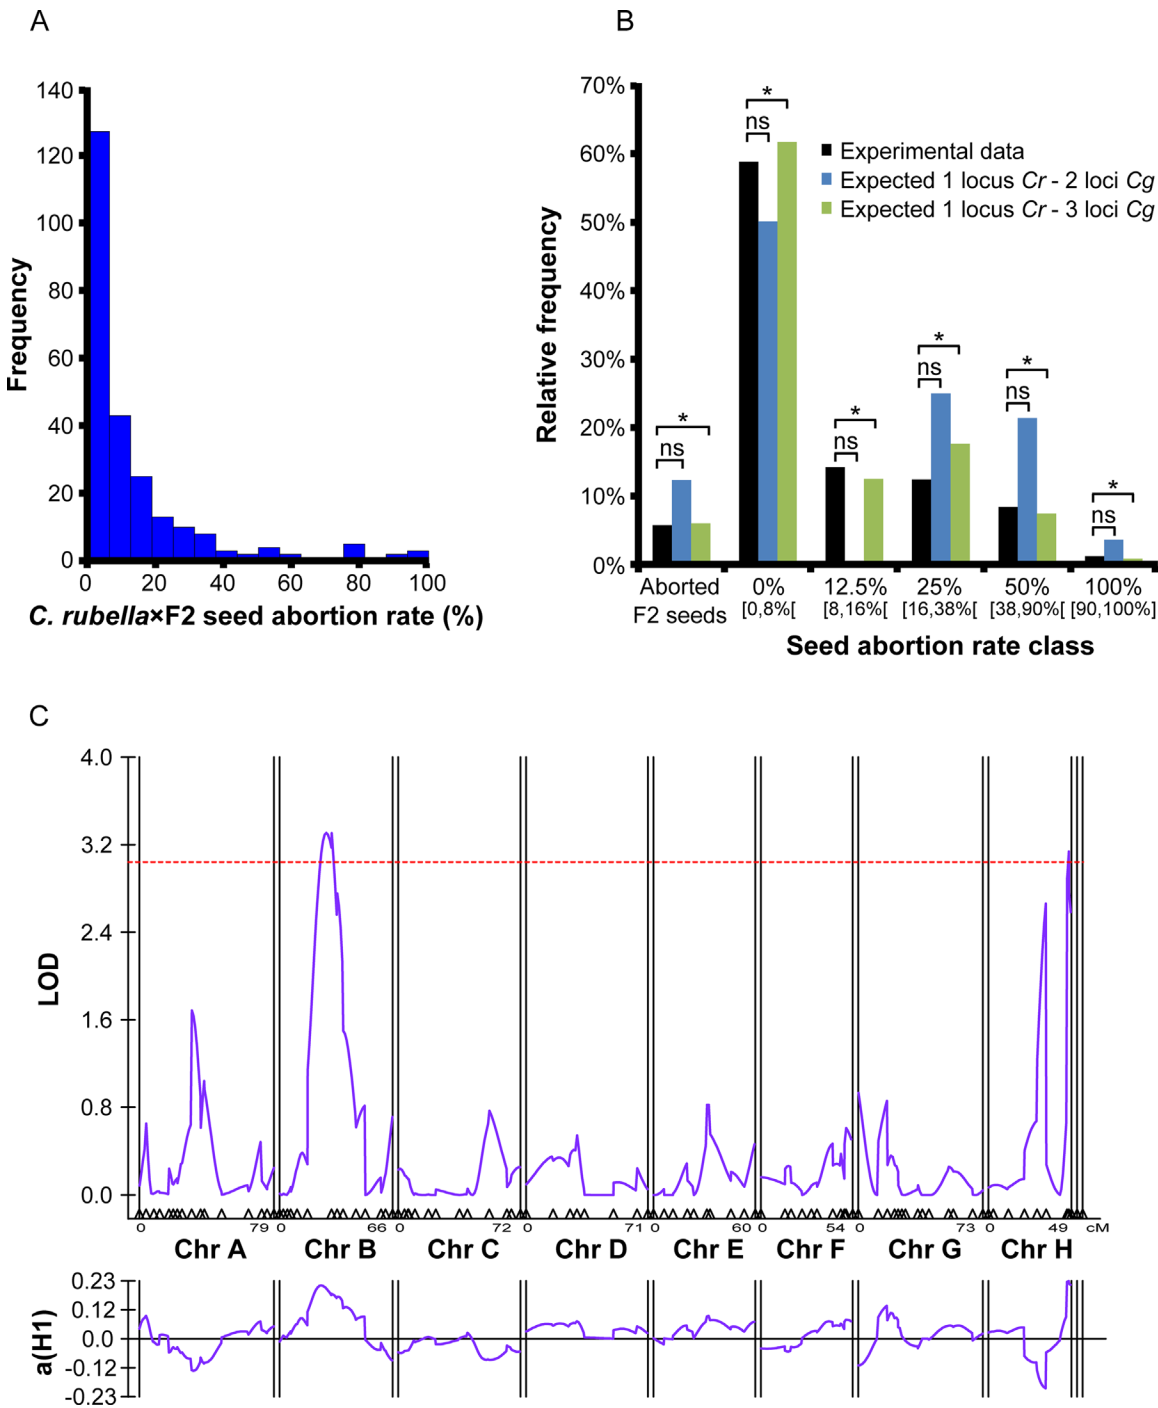 A
140
120
100
80
60
40
20
0
Frequency
0 20 40 60 80 100
C. rubella×F2 seed abortion rate (%)
B
70%
60%
50%
40%
30%
20%
10%
0%
Relative frequency
Experimental data
Expected 1 locus Cr - 2 loci Cg
Expected 1 locus Cr - 3 loci Cg
*
ns
*
ns
*
ns
*
ns
*
ns
*
ns
Aborted 0% 12.5% 25% 50% 100%
F2 seeds [0,8%[ [8,16%[ [16,38%[ [38,90%[ [90,100%]
Seed abortion rate class
C
4.0
3.2
2.4
1.6
0.8
0.0
LOD
0 79 0 66 0 72 0 71 0 60 0 54 0 73 0 49 cM
Chr A Chr B Chr C Chr D Chr E Chr F Chr G Chr H
0.23
0.12
0.0
-0.12
-0.23
a(H1)